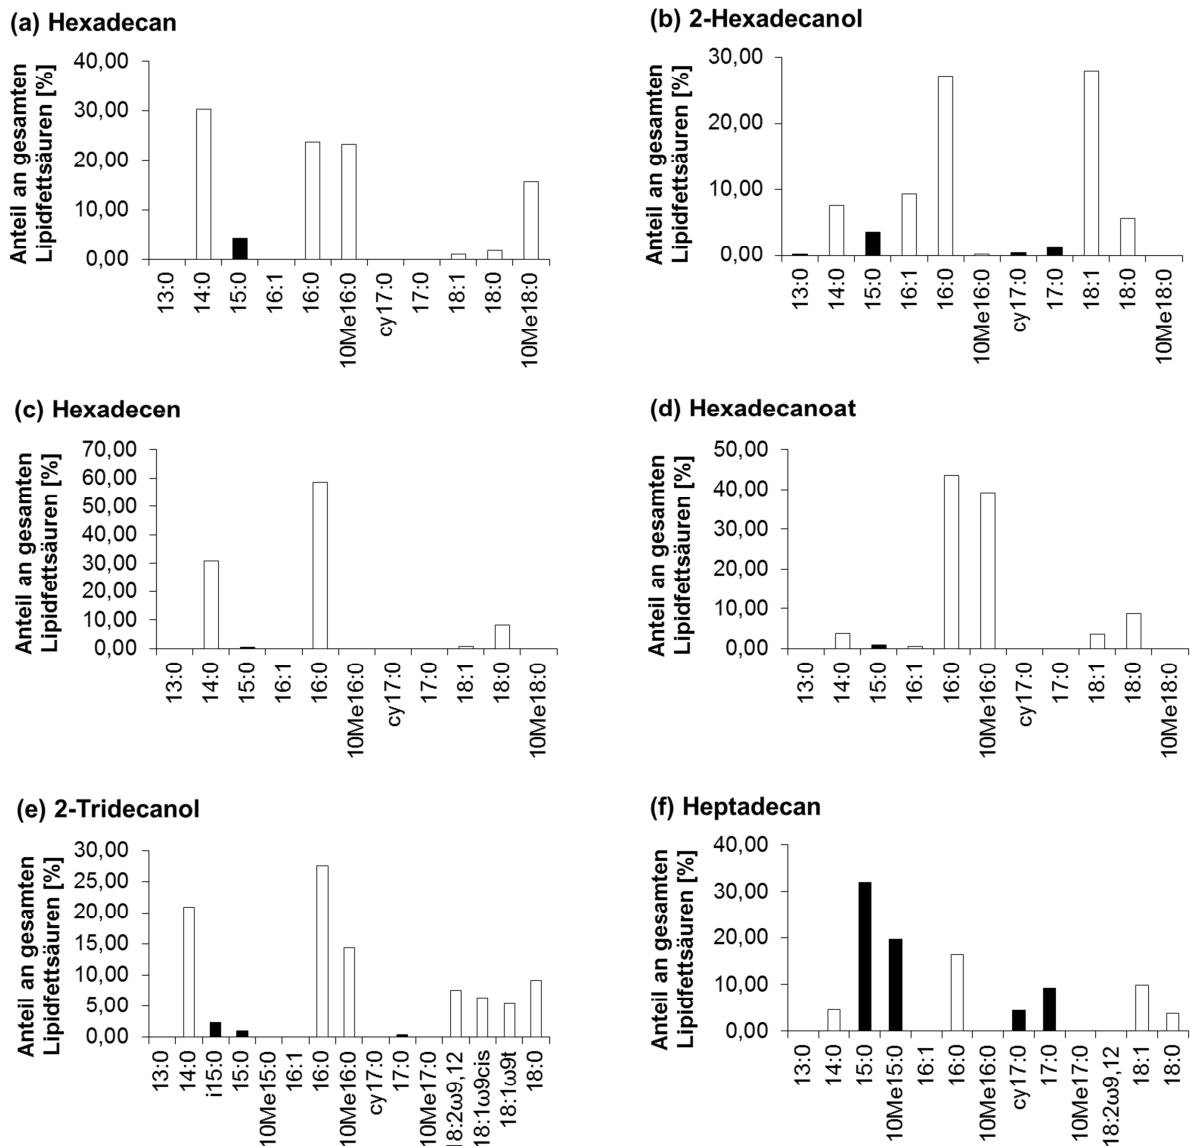 (a) Hexadecan
Anteil an gesamten
Lipidfettsäuren [%]
40,00
30,00
20,00
10,00
0,00
13:0
14:0
15:0
16:1
16:0
10Me16:0
cy17:0
17:0
18:1
18:0
10Me18:0
(b) 2-Hexadecanol
Anteil an gesamten
Lipidfettsäuren [%]
30,00
20,00
10,00
0,00
13:0
14:0
15:0
16:1
16:0
10Me16:0
cy17:0
17:0
18:1
18:0
10Me18:0
(c) Hexadecen
Anteil an gesamten
Lipidfettsäuren [%]
70,00
60,00
50,00
40,00
30,00
20,00
10,00
0,00
13:0
14:0
15:0
16:1
16:0
10Me16:0
cy17:0
17:0
18:1
18:0
10Me18:0
(d) Hexadecanoat
Anteil an gesamten
Lipidfettsäuren [%]
50,00
40,00
30,00
20,00
10,00
0,00
13:0
14:0
15:0
16:1
16:0
10Me16:0
cy17:0
17:0
18:1
18:0
10Me18:0
(e) 2-Tridecanol
Anteil an gesamten
Lipidfettsäuren [%]
30,00
25,00
20,00
15,00
10,00
5,00
0,00
13:0
14:0
i15:0
15:0
10Me15:0
16:1
16:0
10Me16:0
cy17:0
17:0
10Me17:0
18:2ω9,12
18:1ω9cis
18:1ω9t
18:0
(f) Heptadecan
Anteil an gesamten
Lipidfettsäuren [%]
40,00
30,00
20,00
10,00
0,00
13:0
14:0
15:0
10Me15:0
16:1
16:0
10Me16:0
cy17:0
17:0
10Me17:0
18:2ω9,12
18:1
18:0